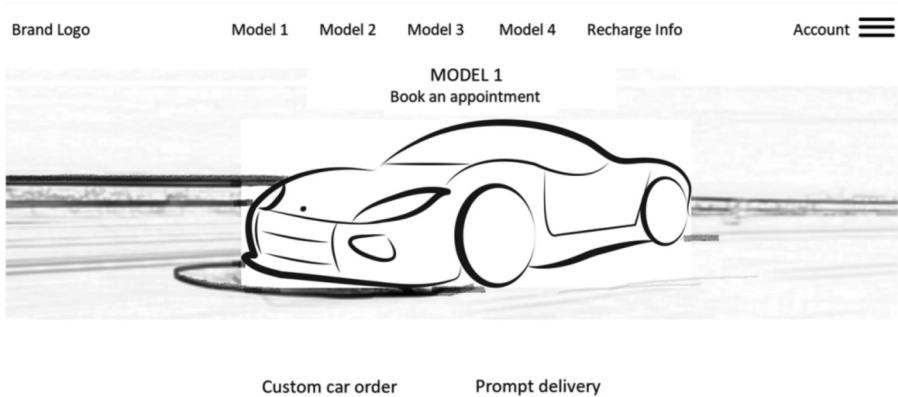 Brand Logo Model 1 Model 2 Model 3 Model 4 Recharge Info Account
MODEL 1
Book an appointment
Custom car order Prompt delivery